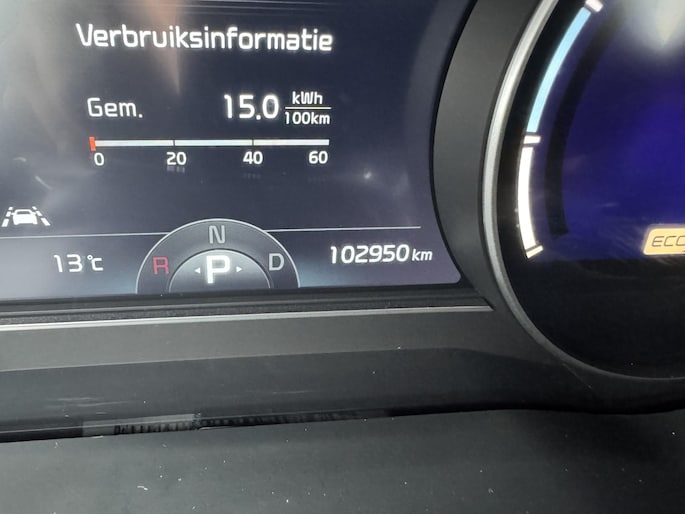 Verbruiksinformatie
Gem. 15.0 kWh/100km
0 20 40 60
N
13°C R P D 102950 km
ECO